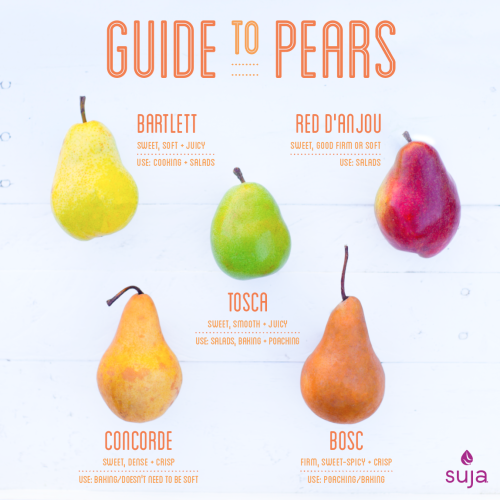 GUIDE TO PEARS
BARTLETT
SWEET, SOFT + JUICY
USE: COOKING + SALADS
RED D'ANJOU
SWEET, GOOD FIRM OR SOFT
USE: SALADS
TOSCA
SWEET, SMOOTH + JUICY
USE: SALADS, BAKING + POACHING
CONCORDE
SWEET, DENSE + CRISP
USE: BAKING/DOESN'T NEED TO BE SOFT
BOSC
FIRM, SWEET-SPICY + CRISP
USE: POACHING/BAKING
suja